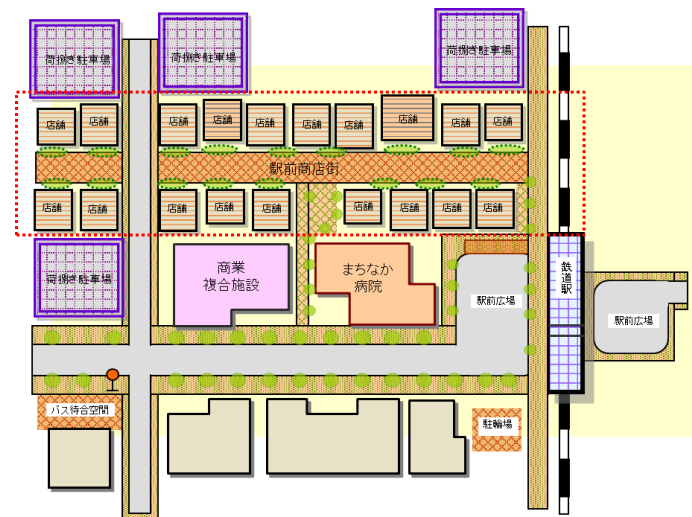 荷捌き駐車場
荷捌き駐車場
荷捌き駐車場
店舗
店舗
店舗
店舗
店舗
店舗
店舗
店舗
店舗
店舗
駅前商店街
店舗
店舗
店舗
店舗
店舗
店舗
店舗
店舗
店舗
荷捌き駐車場
商業
複合施設
まちなか
病院
鉄道駅
駅前広場
駅前広場
バス待合空間
駐輪場